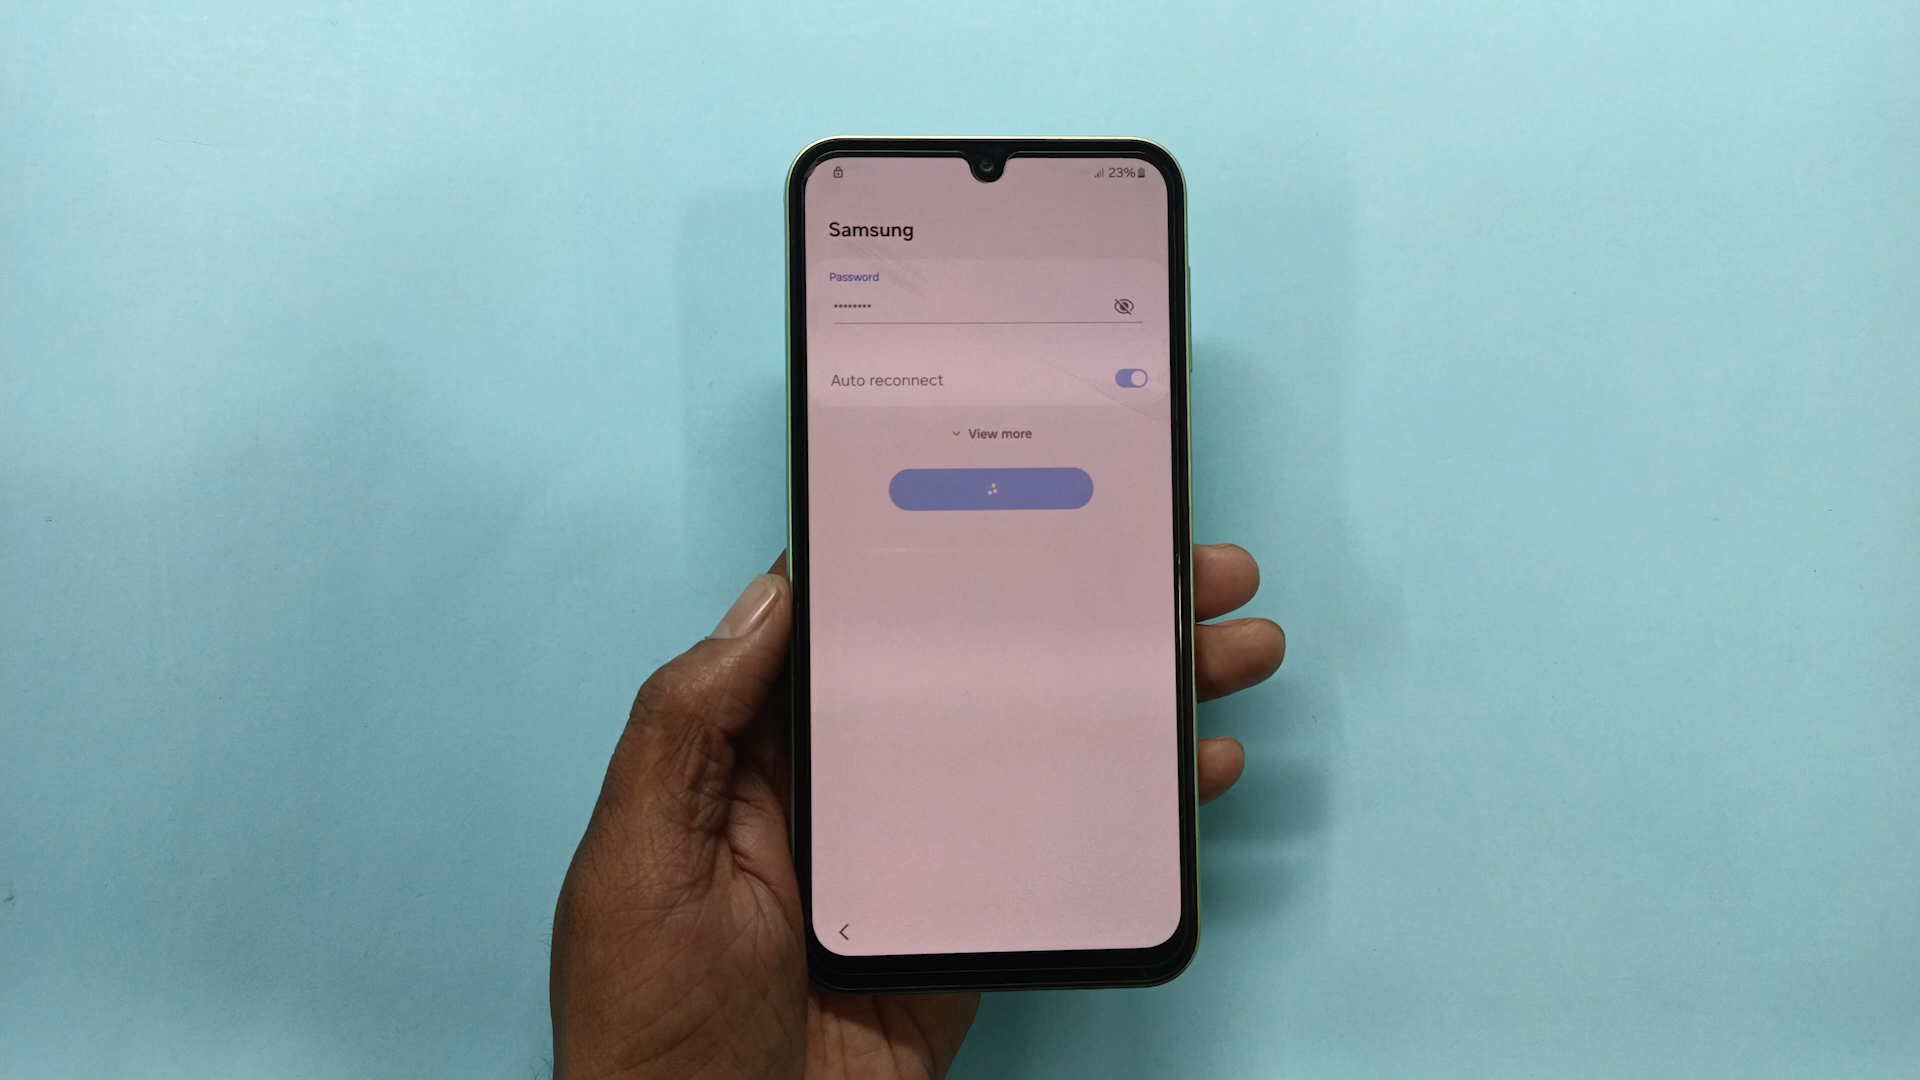 23%
Samsung
Password
••••••••
Auto reconnect
View more